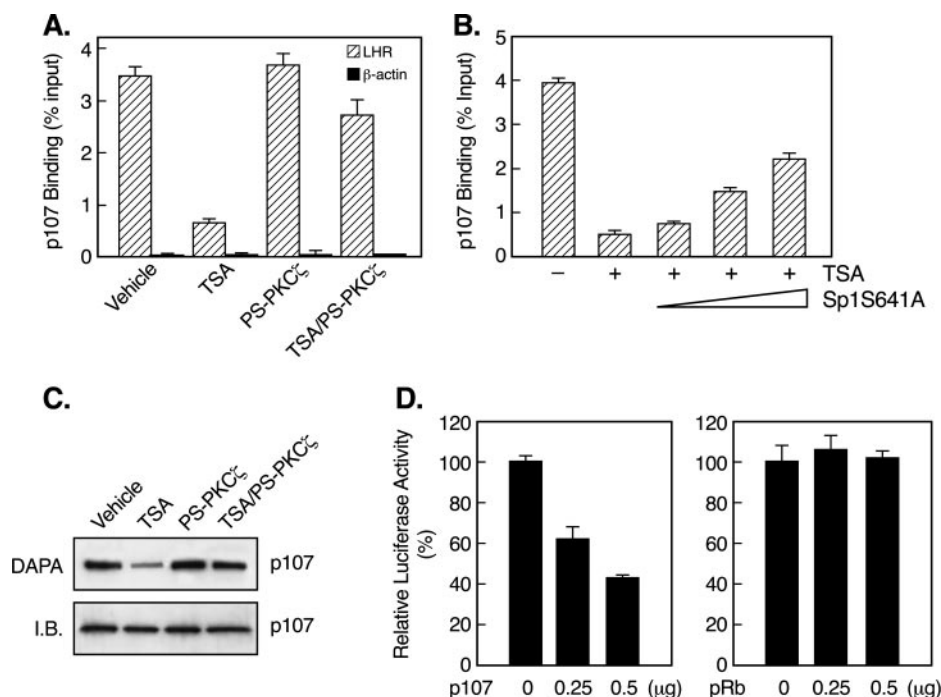 A.
p107 Binding (% input)
4
3
2
1
0
LHR
β-actin
Vehicle
TSA
PS-PKCζ
TSA/PS-PKCζ
B.
p107 Binding (% Input)
5
4
3
2
1
0
− + + + + TSA
Sp1S641A
C.
Vehicle
TSA
PS-PKCζ
TSA/PS-PKCζ
DAPA p107
I.B. p107
D.
Relative Luciferase Activity
(%)
120
100
80
60
40
20
0
p107 0 0.25 0.5 (µg)
120
100
80
60
40
20
0
pRb 0 0.25 0.5 (µg)